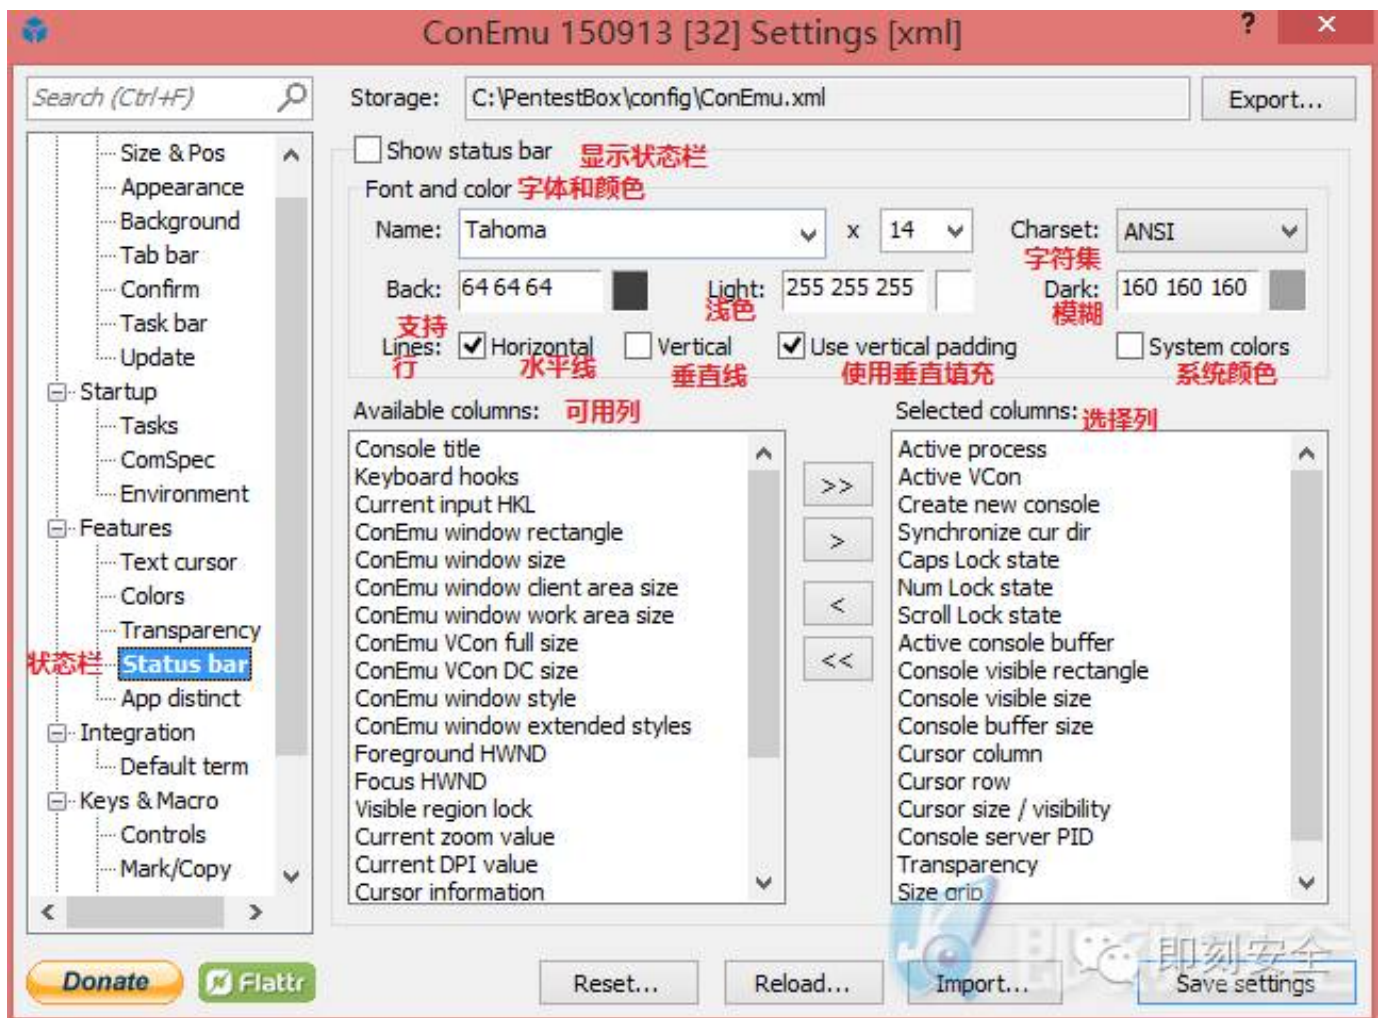 ConEmu 150913 [32] Settings [xml]
?
Search (Ctrl+F)
Storage: C:\PentestBox\config\ConEmu.xml Export...
Size & Pos
Appearance
Background
Tab bar
Confirm
Task bar
Update
Startup
Tasks
ComSpec
Environment
Features
Text cursor
Colors
Transparency
状态栏 Status bar
App distinct
Integration
Default term
Keys & Macro
Controls
Mark/Copy
Show status bar 显示状态栏
Font and color 字体和颜色
Name: Tahoma x 14 Charset: ANSI
字符集
Back: 64 64 64 Light: 255 255 255 Dark: 160 160 160
支持 浅色 模糊
Lines: Horizontal Vertical Use vertical padding System colors
行 水平线 垂直线 使用垂直填充 系统颜色
Available columns: 可用列
Console title
Keyboard hooks
Current input HKL
ConEmu window rectangle
ConEmu window size
ConEmu window client area size
ConEmu window work area size
ConEmu VCon full size
ConEmu VCon DC size
ConEmu window style
ConEmu window extended styles
Foreground HWND
Focus HWND
Visible region lock
Current zoom value
Current DPI value
Cursor information
>>
>
<
<<
Selected columns: 选择列
Active process
Active VCon
Create new console
Synchronize cur dir
Caps Lock state
Num Lock state
Scroll Lock state
Active console buffer
Console visible rectangle
Console visible size
Console buffer size
Cursor column
Cursor row
Cursor size / visibility
Console server PID
Transparency
Size grip
即刻安全
Donate Flattr Reset... Reload... Import... Save settings